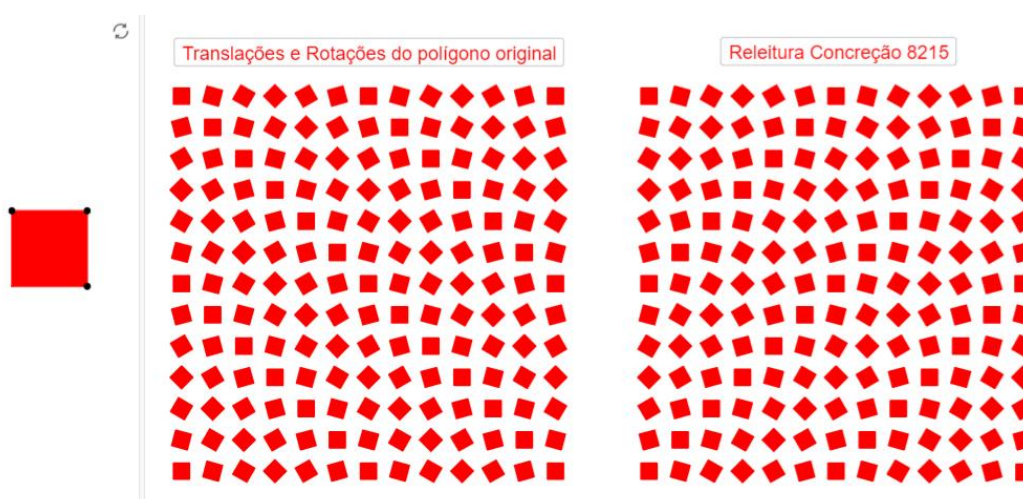 Translações e Rotações do polígono original
Releitura Concreção 8215